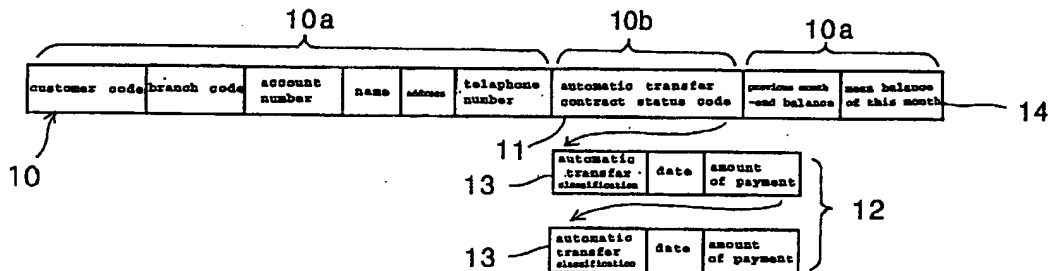 10a 10b 10a
customer code branch code account number name address telephone number automatic transfer contract status code previous month -end balance mean balance of this month 14
10 11
13 automatic transfar classification date amount of payment
12
13 automatic transfer classification date amount of payment